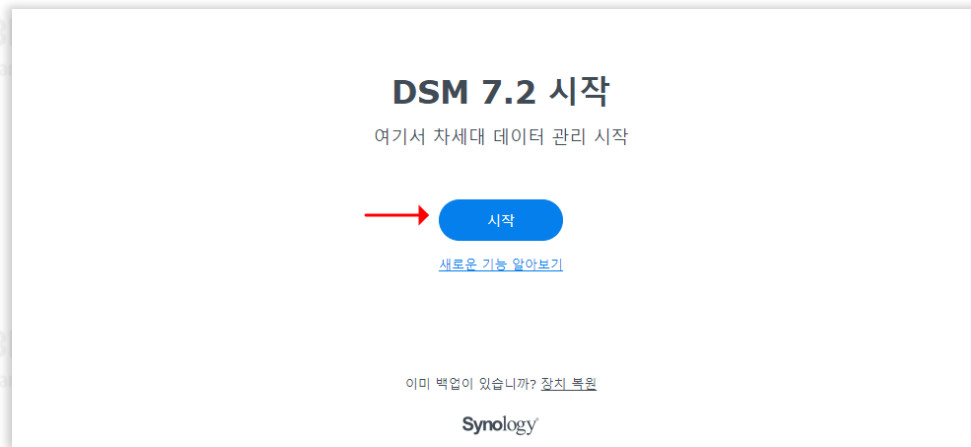 DSM 7.2 시작
여기서 차세대 데이터 관리 시작
시작
새로운 기능 알아보기
이미 백업이 있습니까? 장치 복원
Synology